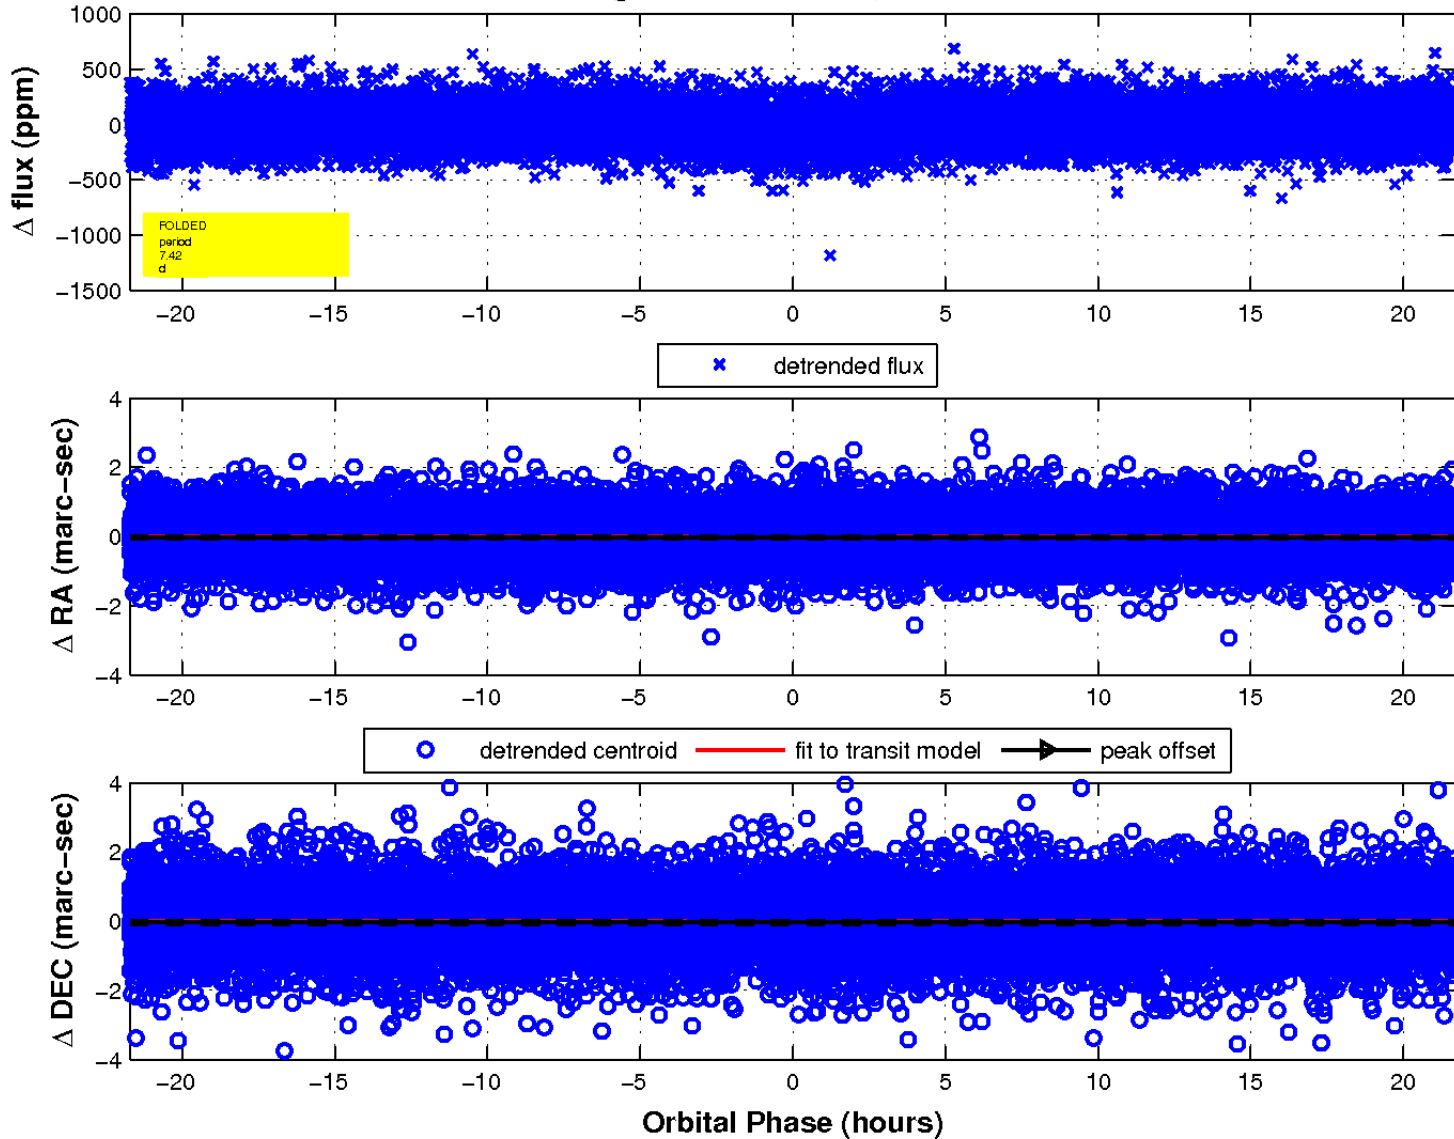 1000
500
0
−500
−1000
−1500
Δ flux (ppm)
FOLDED
period
7.42
d
−20 −15 −10 −5 0 5 10 15 20
detrended flux
4
2
0
−2
−4
Δ RA (marc−sec)
−20 −15 −10 −5 0 5 10 15 20
detrended centroid fit to transit model peak offset
4
2
0
−2
−4
Δ DEC (marc−sec)
−20 −15 −10 −5 0 5 10 15 20
Orbital Phase (hours)